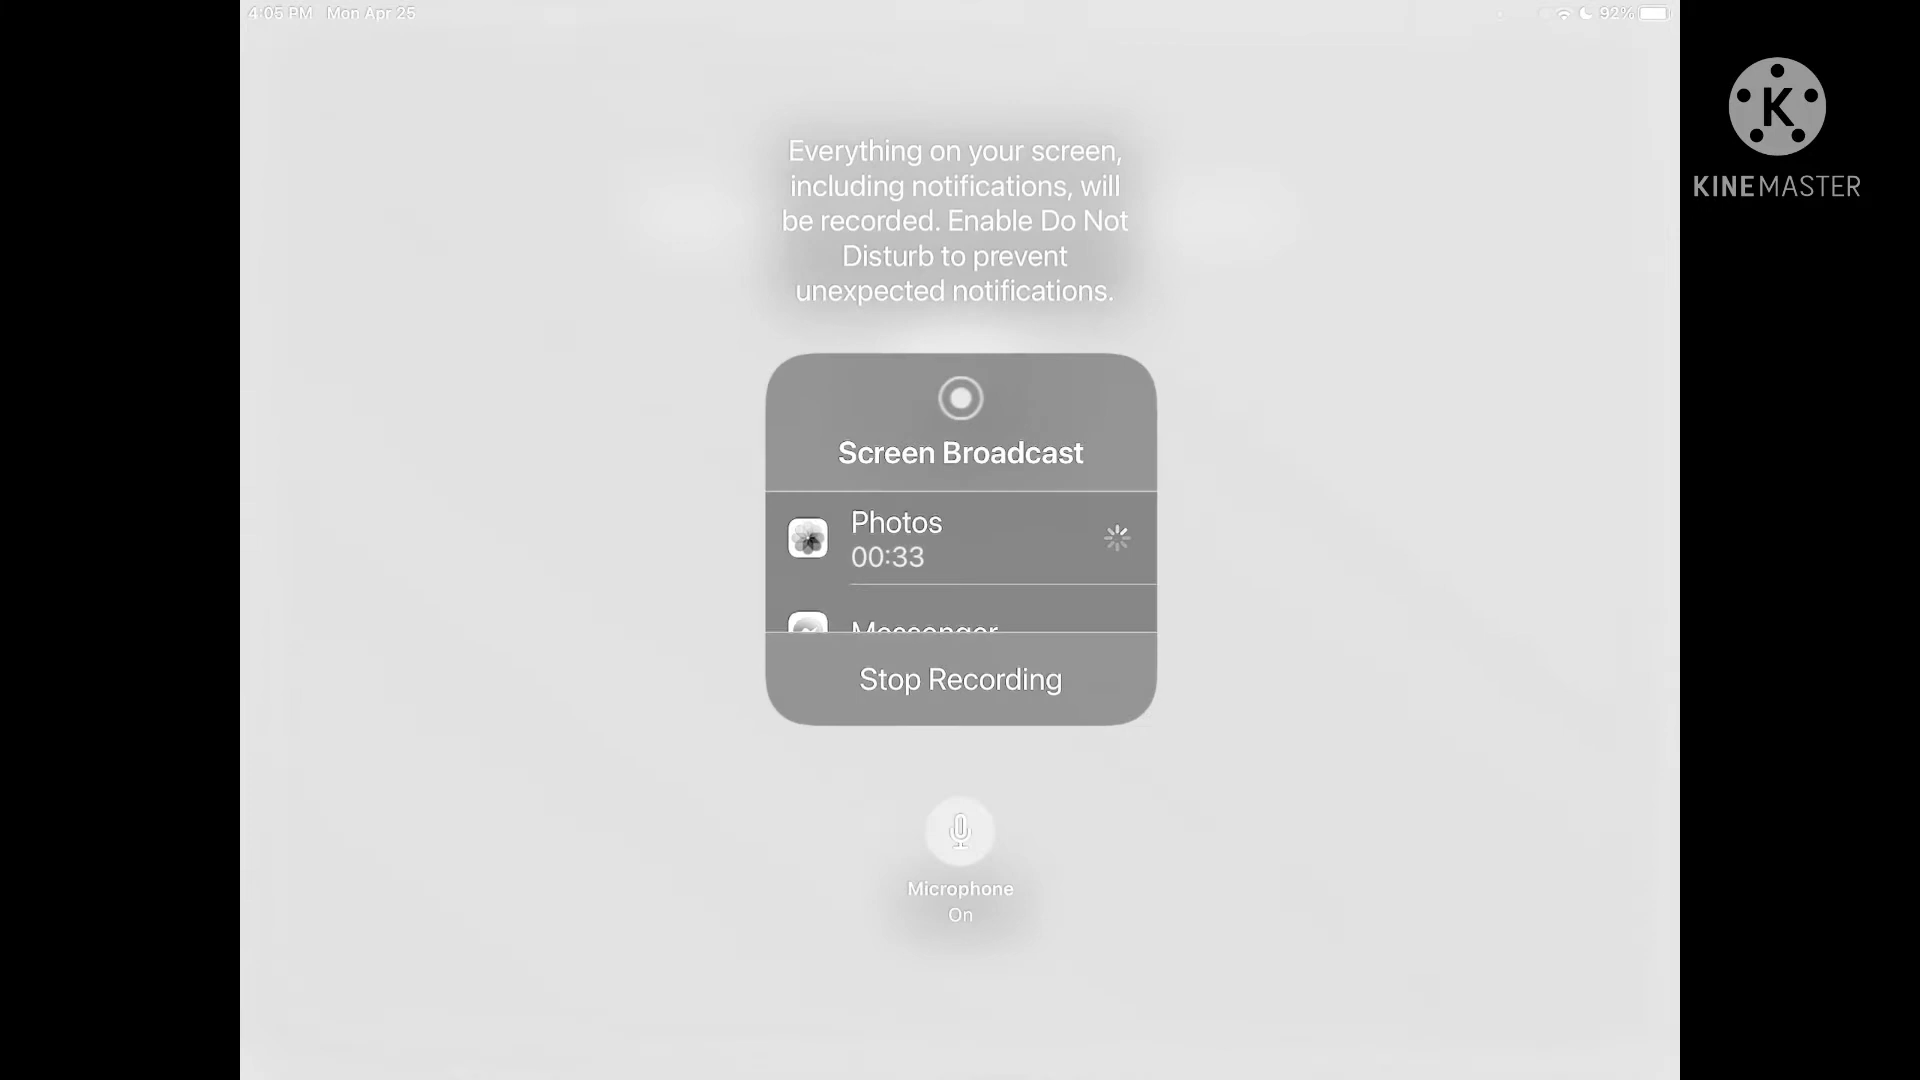 4:05 PM Mon Apr 25
92%
K
KINEMASTER
Everything on your screen,
including notifications, will
be recorded. Enable Do Not
Disturb to prevent
unexpected notifications.
Screen Broadcast
Photos
00:33
Messenger
Stop Recording
Microphone
On